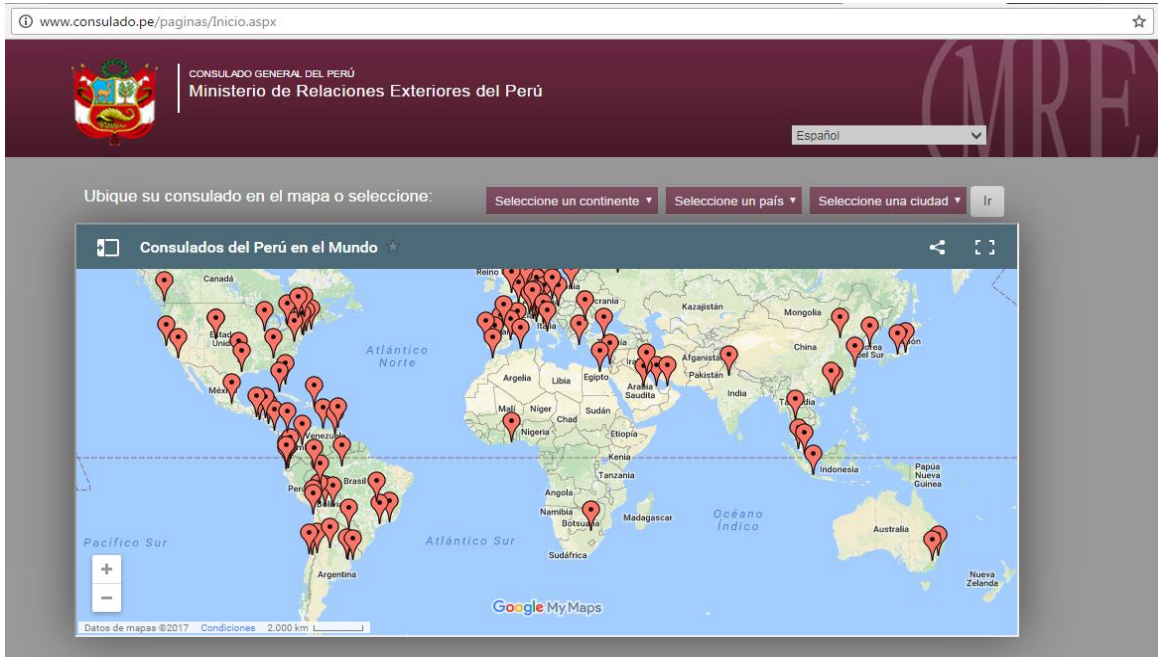 www.consulado.pe/paginas/Inicio.aspx
CONSULADO GENERAL DEL PERÚ
Ministerio de Relaciones Exteriores del Perú
MRE
Español
Ubique su consulado en el mapa o seleccione:
Seleccione un continente
Seleccione un país
Seleccione una ciudad
Ir
Consulados del Perú en el Mundo
Canadá
Reino
Kazajistán
Mongolia
Italia
Atlántico
Norte
China
Afganistá
Pakistán
Argelia
Libia
Egipto
Arabia
Saudita
India
Malí
Níger
Chad
Sudán
Nigeria
Etiopía
Kenia
Indonesia
Papúa
Nueva
Guinea
Tanzania
Brasil
Angola
Namibia
Madagascar
Océano
Índico
Australia
Pacífico Sur
Atlántico Sur
Sudáfrica
Argentina
Nueva
Zelanda
Google My Maps
Datos de mapas ©2017
Condiciones
2.000 km